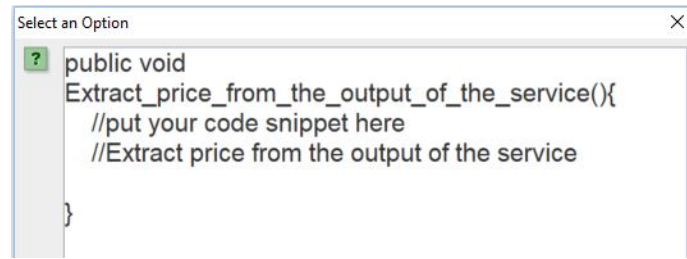 Select an Option
?
public void
Extract_price_from_the_output_of_the_service(){
//put your code snippet here
//Extract price from the output of the service
}